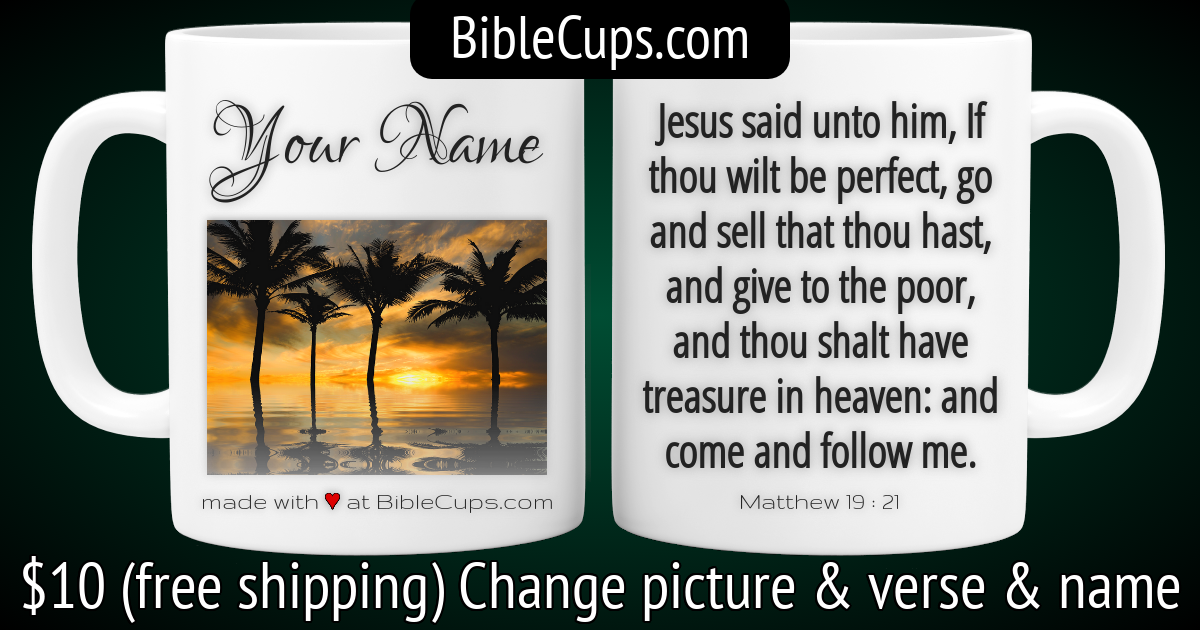 BibleCups.com
Your Name
made with ♥ at BibleCups.com
Jesus said unto him, If
thou wilt be perfect, go
and sell that thou hast,
and give to the poor,
and thou shalt have
treasure in heaven: and
come and follow me.
Matthew 19 : 21
$10 (free shipping) Change picture & verse & name